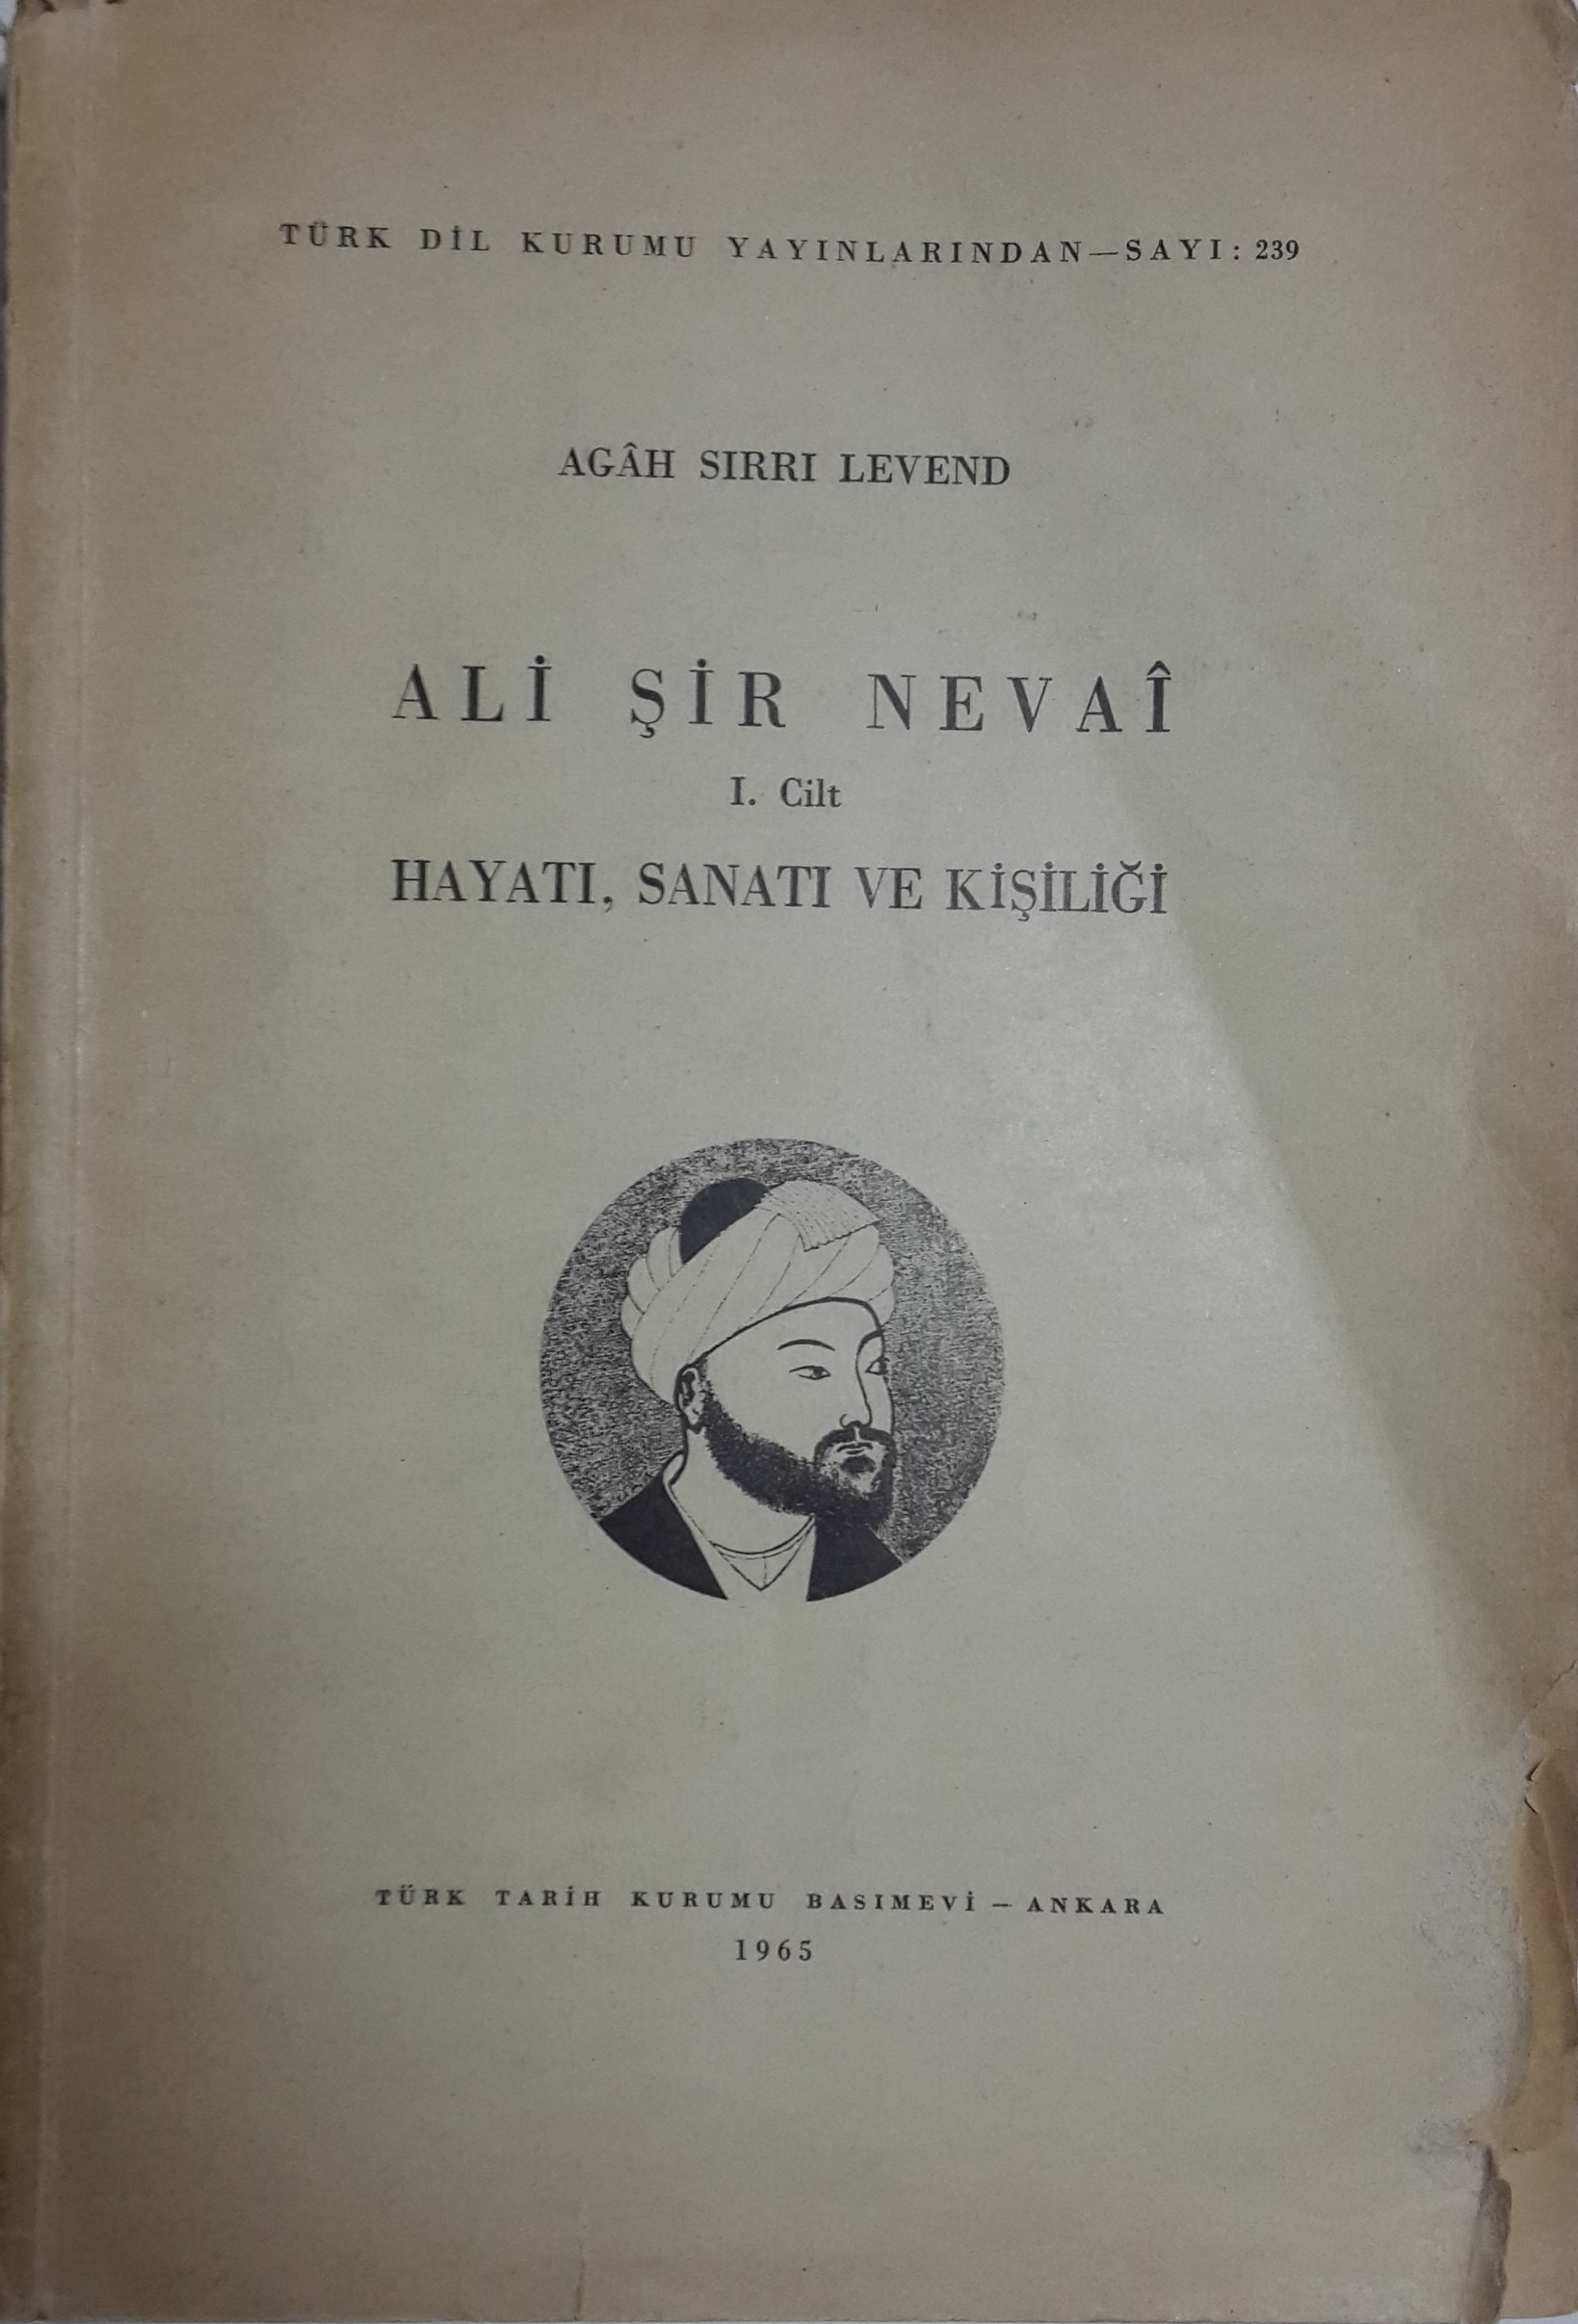 TÜRK DİL KURUMU YAYINLARINDAN—SAYI: 239
AGÂH SIRRI LEVEND
ALİ ŞİR NEVAÎ
I. Cilt
HAYATI, SANATI VE KİŞİLİĞİ
TÜRK TARİH KURUMU BASIMEVİ — ANKARA
1965